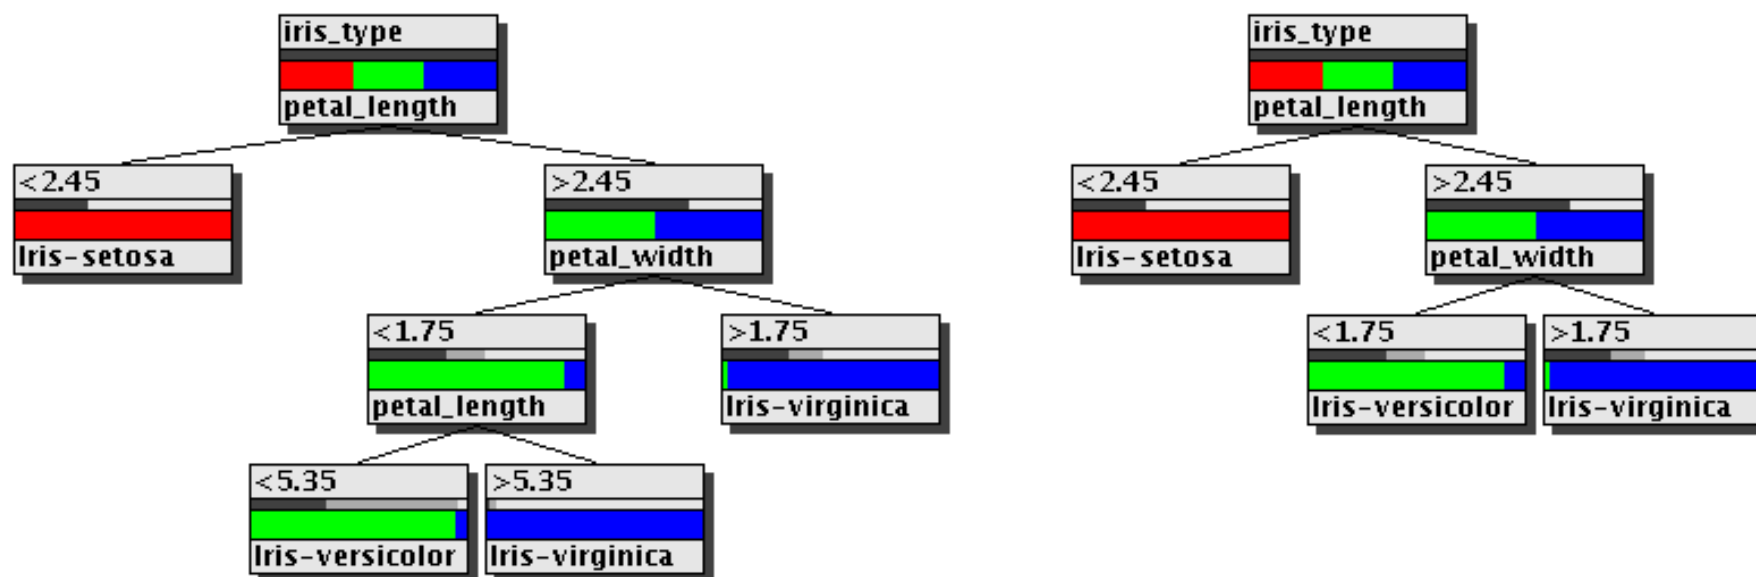 iris_type
petal_length
<2.45
Iris-setosa
>2.45
petal_width
<1.75
petal_length
>1.75
Iris-virginica
<5.35
Iris-versicolor
>5.35
Iris-virginica
iris_type
petal_length
<2.45
Iris-setosa
>2.45
petal_width
<1.75
Iris-versicolor
>1.75
Iris-virginica